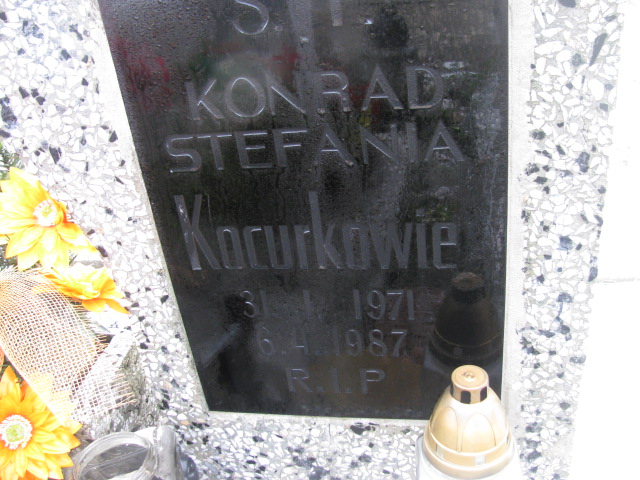 S. P.
KONRAD
STEFANIA
Kocurkowie
31. 1. 1971
6.4.1987
R.I.P